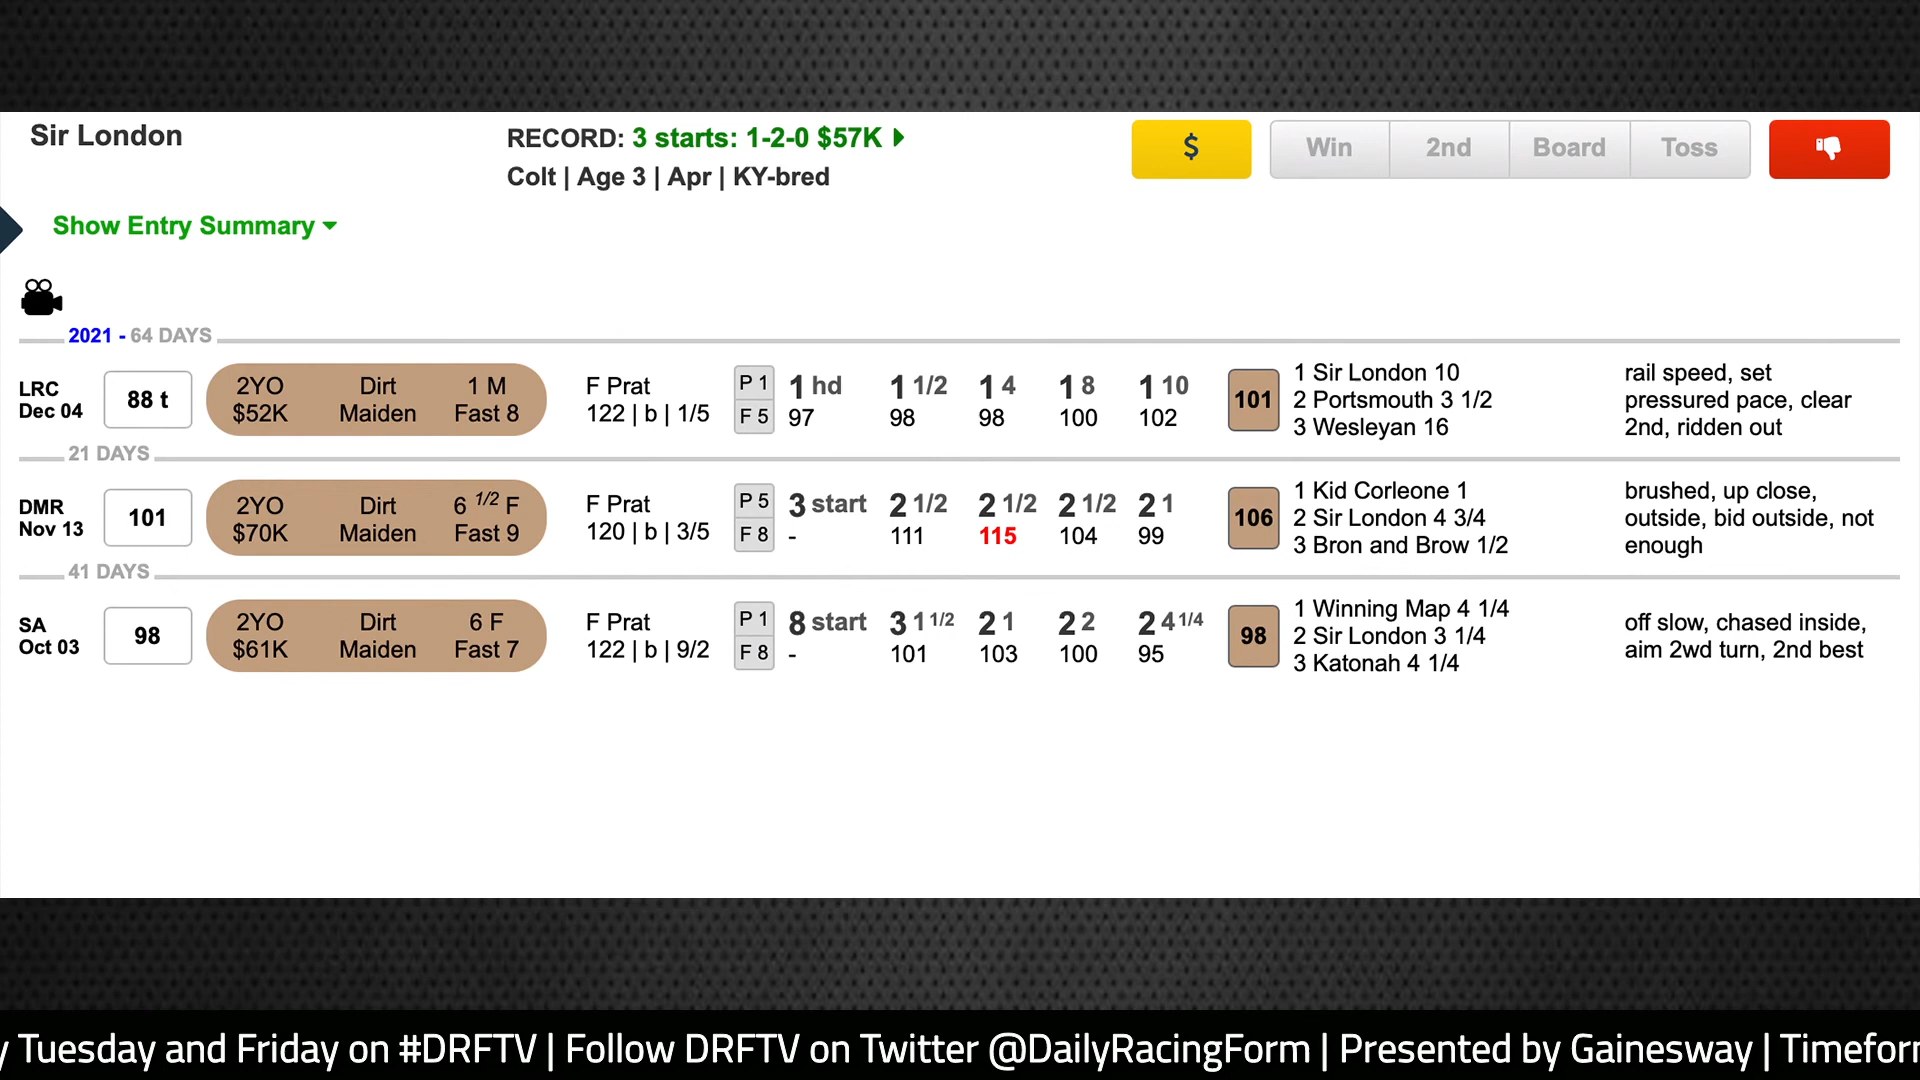 Sir London
RECORD: 3 starts: 1-2-0 $57K
Colt | Age 3 | Apr | KY-bred
$
Win
2nd
Board
Toss
Show Entry Summary
2021 - 64 DAYS
LRC
Dec 04
88 t
2YO Dirt 1 M
$52K Maiden Fast 8
F Prat
122 | b | 1/5
P 1
F 5
1 hd 1 1/2 1 4 1 8 1 10
97 98 98 100 102
101
1 Sir London 10
2 Portsmouth 3 1/2
3 Wesleyan 16
rail speed, set
pressured pace, clear
2nd, ridden out
21 DAYS
DMR
Nov 13
101
2YO Dirt 6 1/2 F
$70K Maiden Fast 9
F Prat
120 | b | 3/5
P 5
F 8
3 start 2 1/2 2 1/2 2 1/2 2 1
- 111 115 104 99
106
1 Kid Corleone 1
2 Sir London 4 3/4
3 Bron and Brow 1/2
brushed, up close,
outside, bid outside, not
enough
41 DAYS
SA
Oct 03
98
2YO Dirt 6 F
$61K Maiden Fast 7
F Prat
122 | b | 9/2
P 1
F 8
8 start 3 1 1/2 2 1 2 2 2 4 1/4
- 101 103 100 95
98
1 Winning Map 4 1/4
2 Sir London 3 1/4
3 Katonah 4 1/4
off slow, chased inside,
aim 2wd turn, 2nd best
y Tuesday and Friday on #DRFTV | Follow DRFTV on Twitter @DailyRacingForm | Presented by Gainesway | Timeform